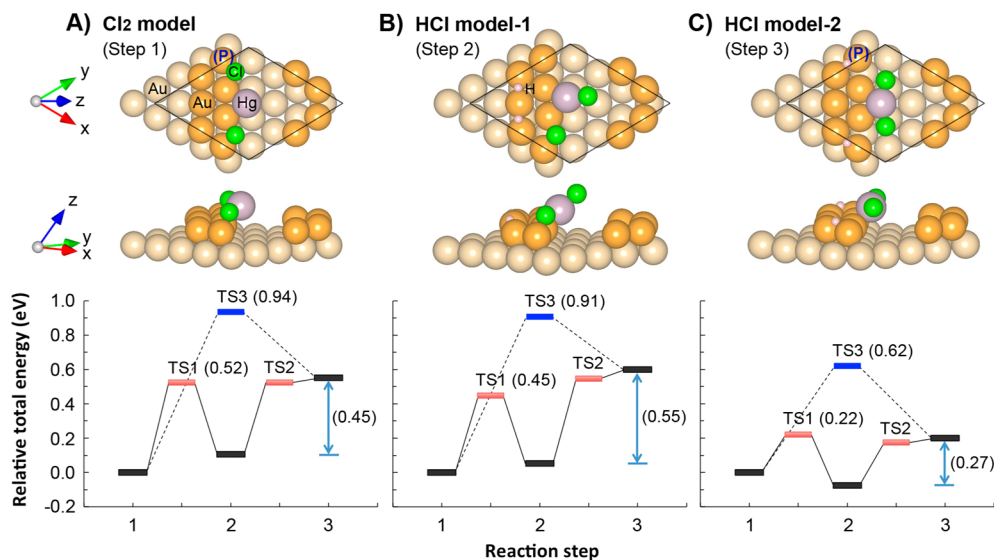 A) Cl2 model
(Step 1)
B) HCl model-1
(Step 2)
C) HCl model-2
(Step 3)
y
z
x
Au
Au
(P)
Cl
Hg
H
(P)
z
y
x
Relative total energy (eV)
1.0
0.8
0.6
0.4
0.2
0.0
-0.2
TS3 (0.94)
TS1 (0.52)
TS2
(0.45)
1 2 3
TS3 (0.91)
TS1 (0.45)
TS2
(0.55)
1 2 3
TS3 (0.62)
TS1 (0.22)
TS2
(0.27)
1 2 3
Reaction step